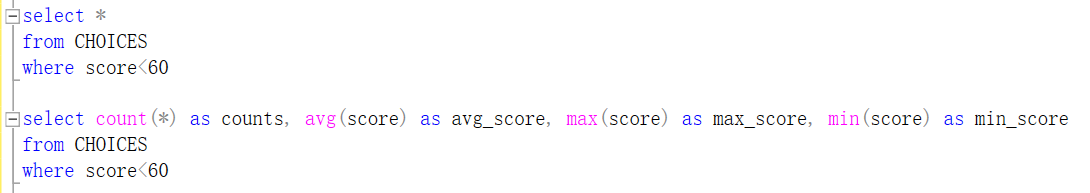 select *
from CHOICES
where score<60
select count(*) as counts, avg(score) as avg_score, max(score) as max_score, min(score) as min_score
from CHOICES
where score<60